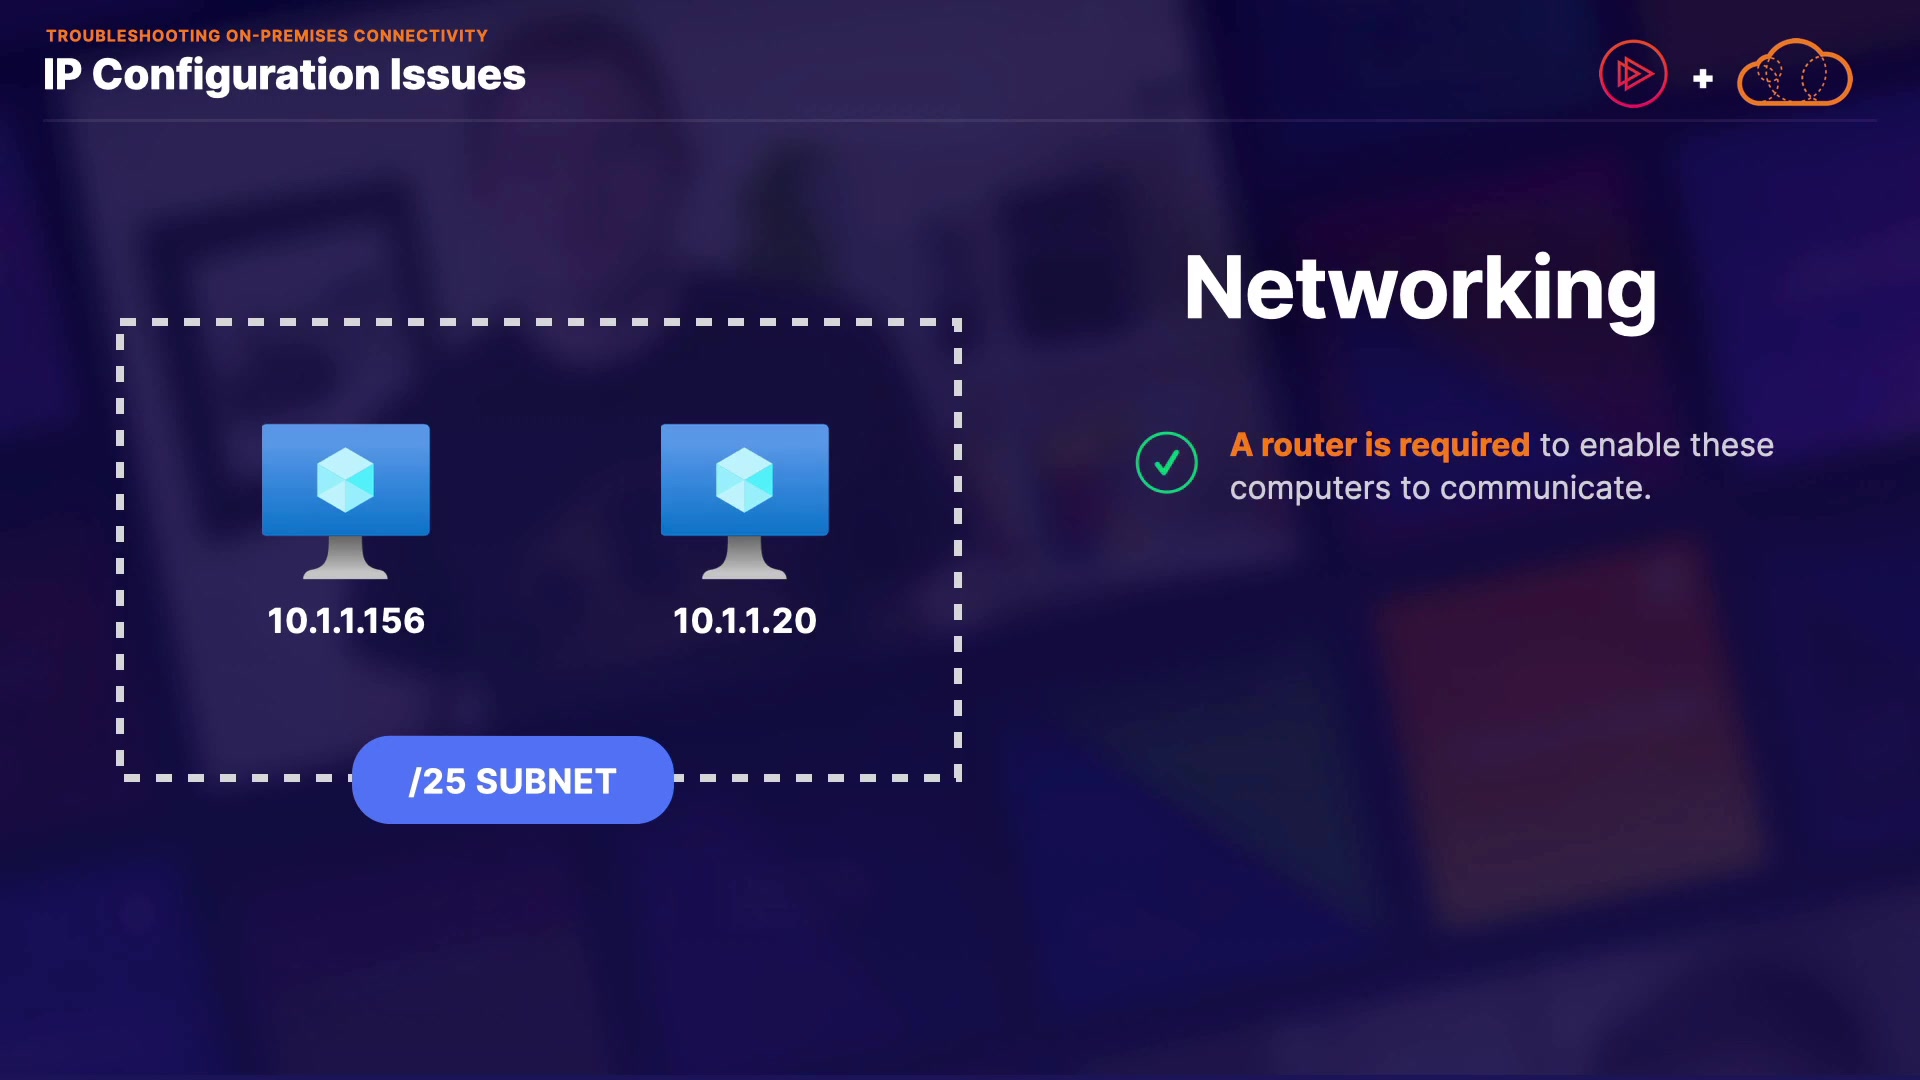 TROUBLESHOOTING ON-PREMISES CONNECTIVITY
IP Configuration Issues
+
Networking
A router is required to enable these
computers to communicate.
10.1.1.156
10.1.1.20
/25 SUBNET